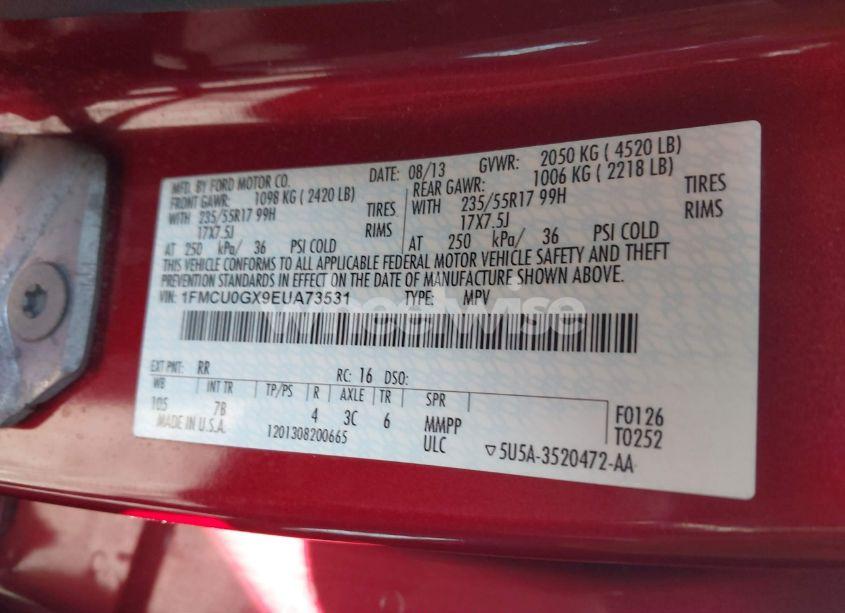 MFD. BY FORD MOTOR CO.
DATE: 08/13 GVWR: 2050 KG ( 4520 LB)
FRONT GAWR: 1098 KG ( 2420 LB)
REAR GAWR: 1006 KG ( 2218 LB)
WITH 235/55R17 99H TIRES
WITH 235/55R17 99H TIRES
17X7.5J RIMS
17X7.5J RIMS
AT 250 kPa/ 36 PSI COLD
AT 250 kPa/ 36 PSI COLD
THIS VEHICLE CONFORMS TO ALL APPLICABLE FEDERAL MOTOR VEHICLE SAFETY AND THEFT
PREVENTION STANDARDS IN EFFECT ON THE DATE OF MANUFACTURE SHOWN ABOVE.
VIN: 1FMCU0GX9EUA73531 TYPE: MPV
wheelwise
EXT PNT: RR RC: 16 DSO:
WB INT TR TP/PS R AXLE TR SPR
105 7B 4 3C 6 MMPP F0126
MADE IN U.S.A. 1201308200665 ULC T0252
5U5A-3520472-AA